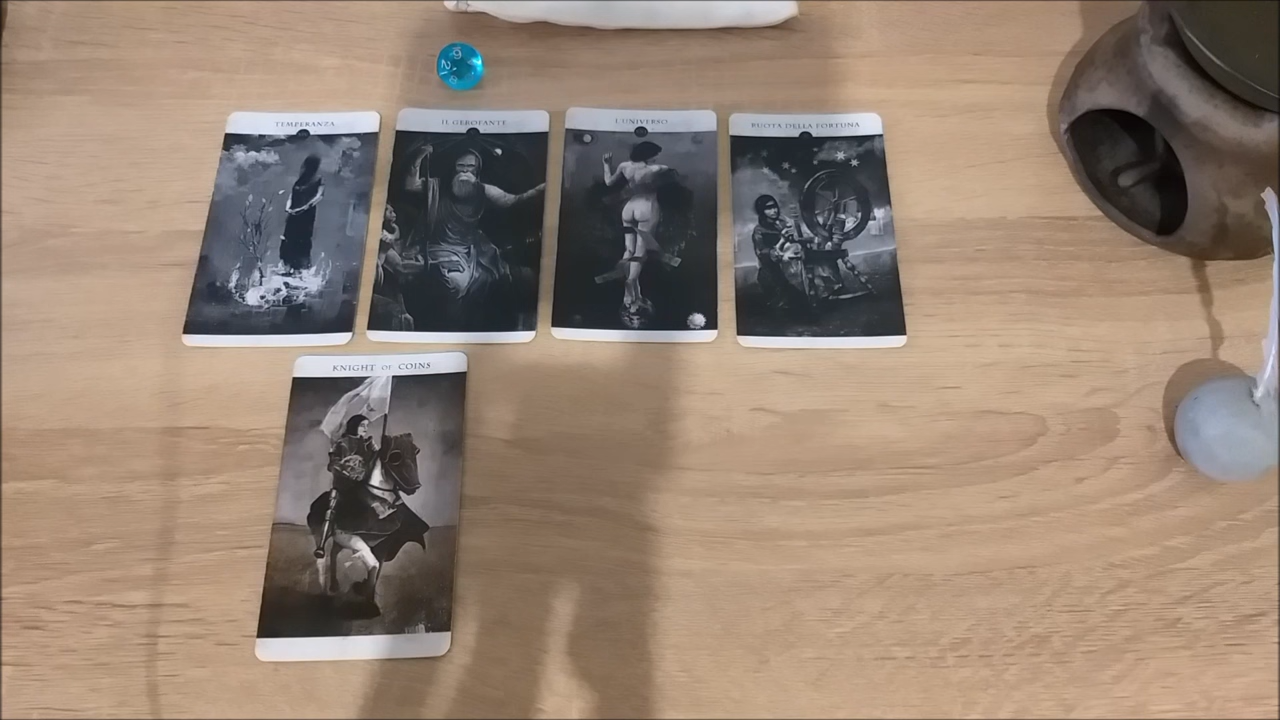 TEMPERANZA
IL GEROFANTE
L'UNIVERSO
RUOTA DELLA FORTUNA
KNIGHT OF COINS